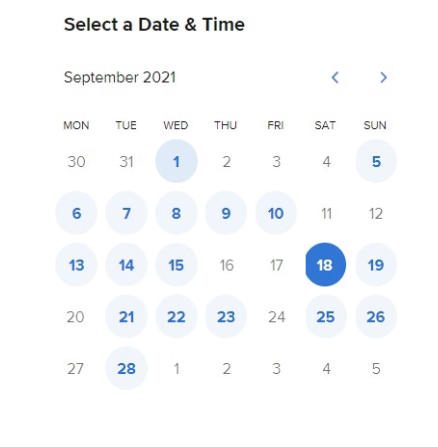 Select a Date & Time
September 2021
MON TUE WED THU FRI SAT SUN
30 31 1 2 3 4 5
6 7 8 9 10 11 12
13 14 15 16 17 18 19
20 21 22 23 24 25 26
27 28 1 2 3 4 5